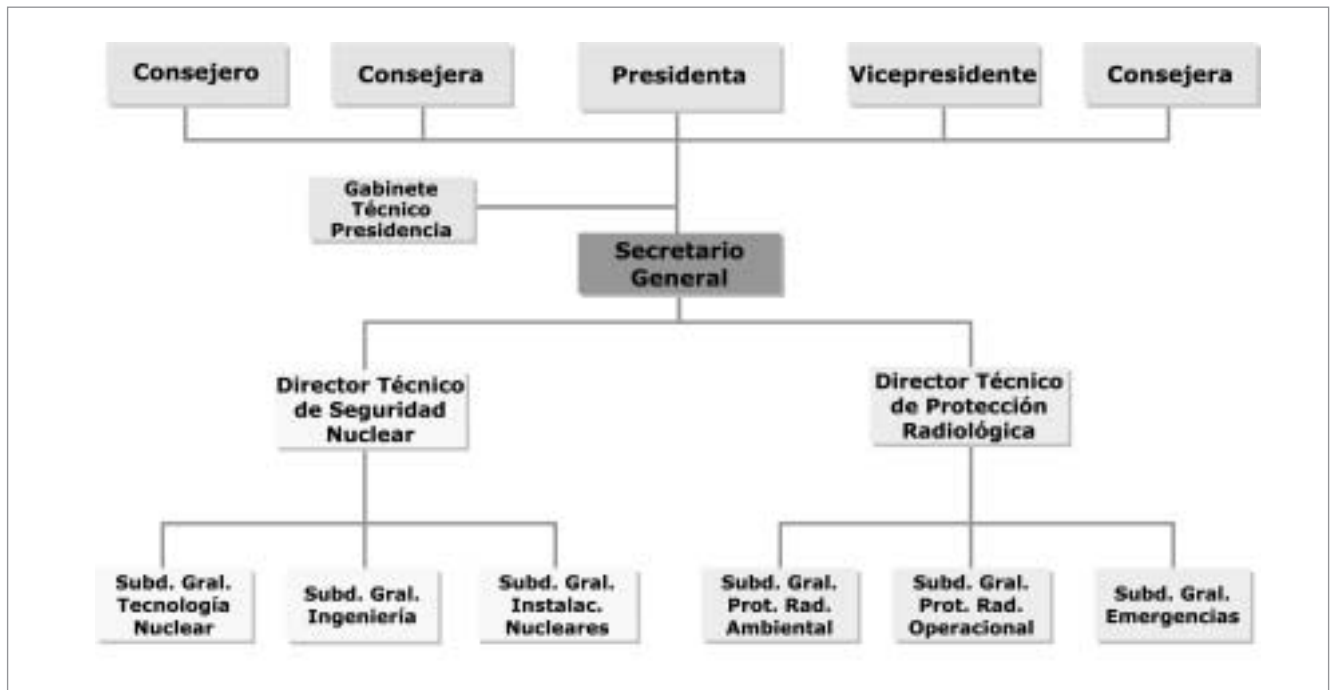 Consejero
Consejera
Presidenta
Vicepresidente
Consejera
Gabinete
Técnico
Presidencia
Secretario
General
Director Técnico
de Seguridad
Nuclear
Director Técnico
de Protección
Radiológica
Subd. Gral.
Tecnología
Nuclear
Subd. Gral.
Ingeniería
Subd. Gral.
Instalac.
Nucleares
Subd. Gral.
Prot. Rad.
Ambiental
Subd. Gral.
Prot. Rad.
Operacional
Subd. Gral.
Emergencias